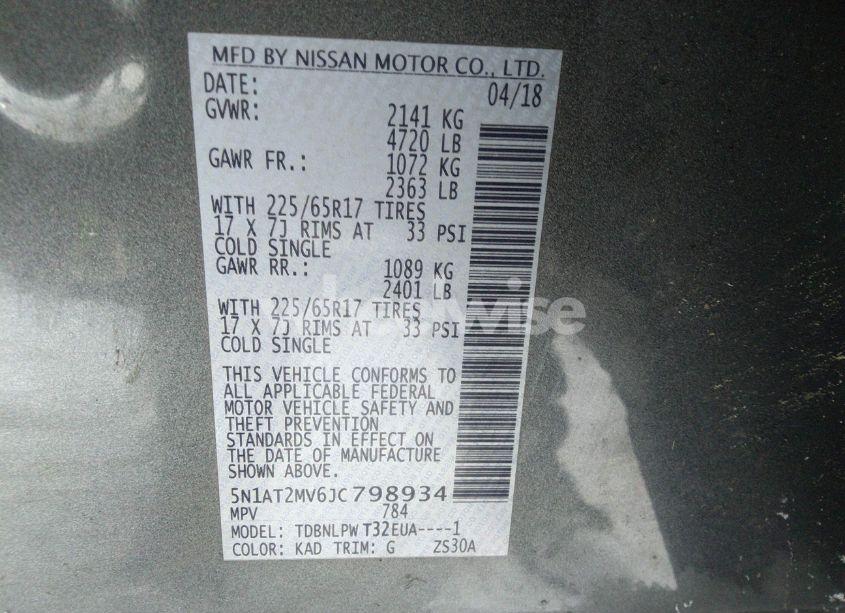 MFD BY NISSAN MOTOR CO., LTD.
DATE: 04/18
GVWR: 2141 KG
4720 LB
GAWR FR.: 1072 KG
2363 LB
WITH 225/65R17 TIRES
17 X 7J RIMS AT 33 PSI
COLD SINGLE
GAWR RR.: 1089 KG
2401 LB
WITH 225/65R17 TIRES
17 X 7J RIMS AT 33 PSI
COLD SINGLE
THIS VEHICLE CONFORMS TO
ALL APPLICABLE FEDERAL
MOTOR VEHICLE SAFETY AND
THEFT PREVENTION
STANDARDS IN EFFECT ON
THE DATE OF MANUFACTURE
SHOWN ABOVE.
5N1AT2MV6JC798934
MPV 784
MODEL: TDBNLPW T32EUA----1
COLOR: KAD TRIM: G ZS30A